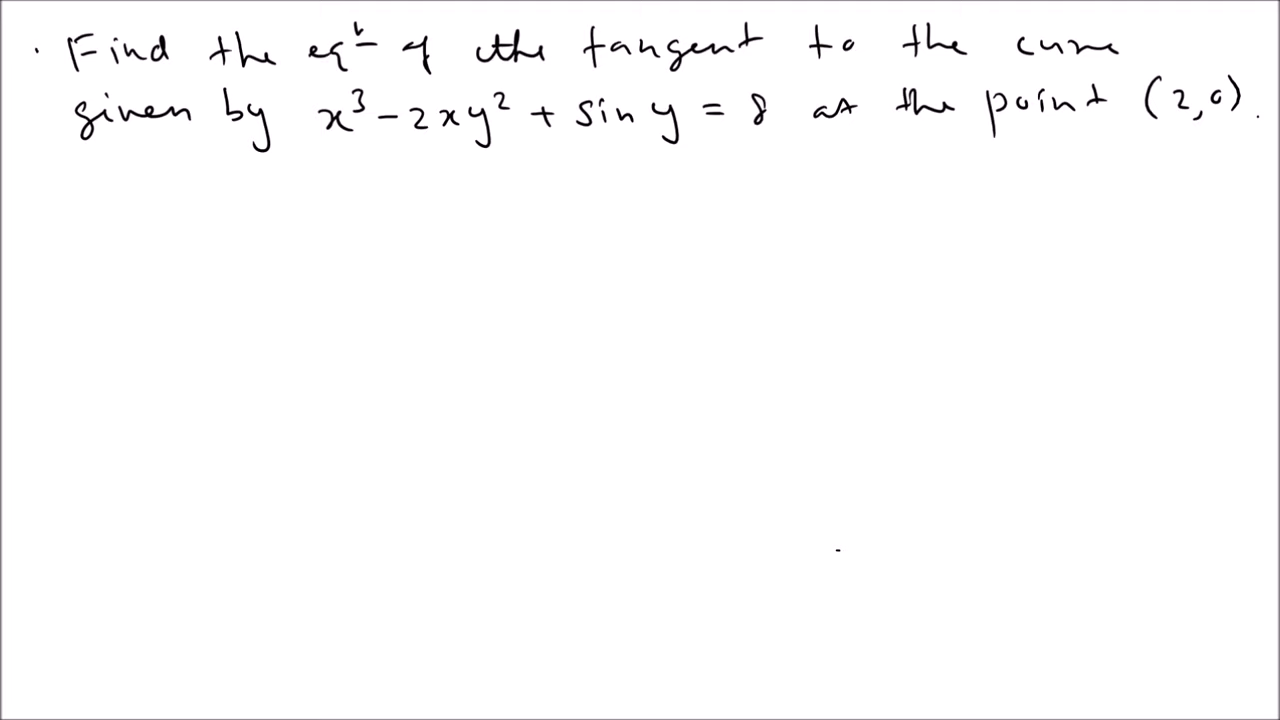 Find the eqⁿ of the tangent to the curve
given by x³ - 2xy² + sin y = 8 at the point (2,0).